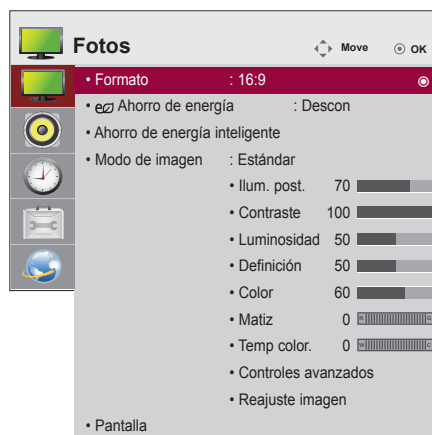 Fotos Move OK
• Formato : 16:9
• Ahorro de energía : Descon
• Ahorro de energía inteligente
• Modo de imagen : Estándar
• Ilum. post. 70
• Contraste 100
• Luminosidad 50
• Definición 50
• Color 60
• Matiz 0 R G
• Temp color. 0 W C
• Controles avanzados
• Reajuste imagen
• Pantalla